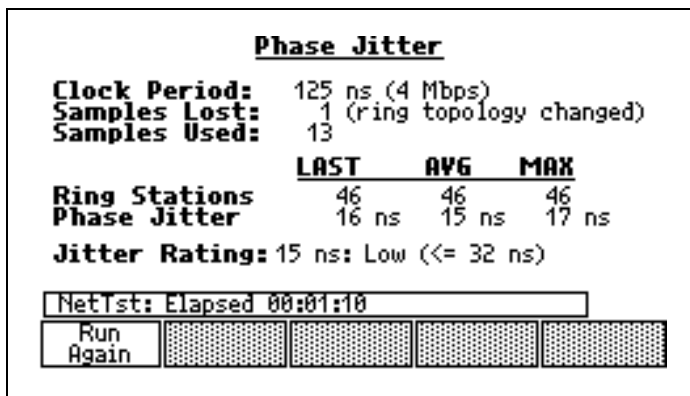 Phase Jitter
Clock Period: 125 ns (4 Mbps)
Samples Lost: 1 (ring topology changed)
Samples Used: 13
LAST AVG MAX
Ring Stations 46 46 46
Phase Jitter 16 ns 15 ns 17 ns
Jitter Rating: 15 ns: Low (<= 32 ns)
NetTst: Elapsed 00:01:10
Run
Again